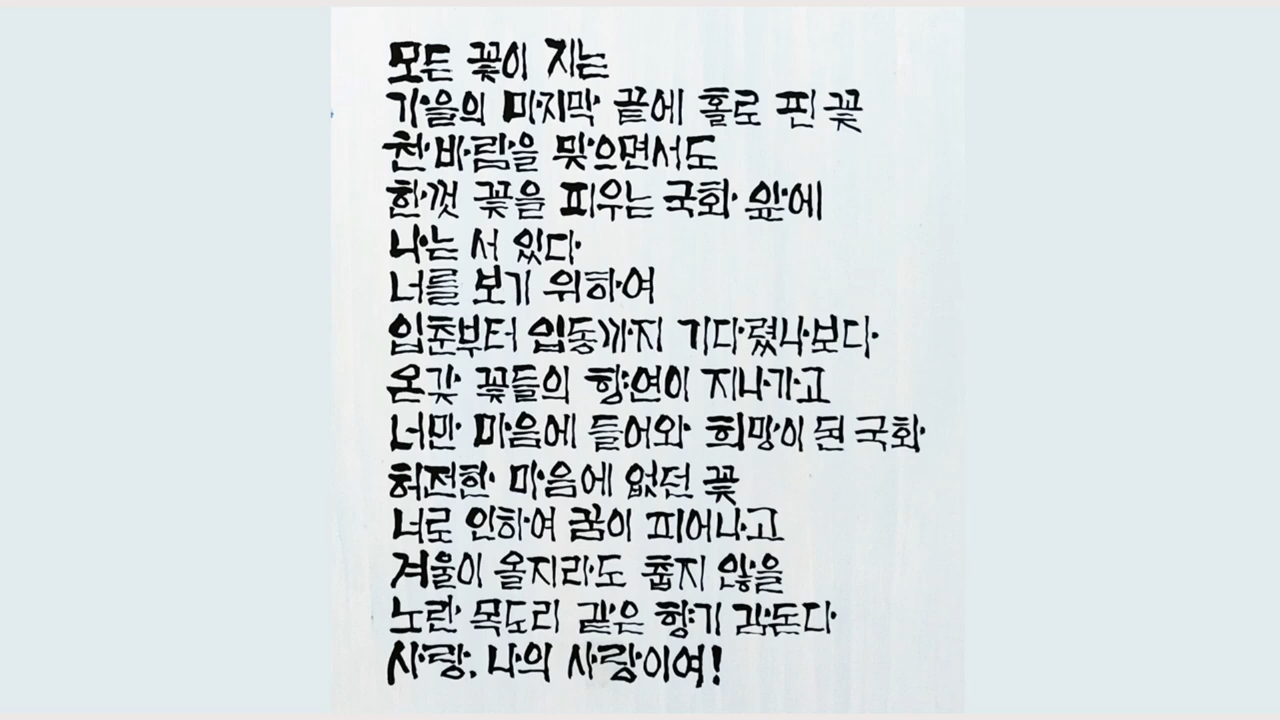 모든 꽃이 지는
가을의 마지막 끝에 홀로 핀 꽃
찬 바람을 맞으면서도
한껏 꽃을 피우는 국화 앞에
나는 서 있다
너를 보기 위하여
입춘부터 입동까지 기다렸나보다
온갖 꽃들의 향연이 지나가고
너만 마음에 들어와 희망이 된 국화
허전한 마음에 없던 꽃
너로 인하여 꿈이 피어나고
겨울이 올지라도 춥지 않을
노란 목도리 같은 향기 감돈다
사랑, 나의 사랑이여!